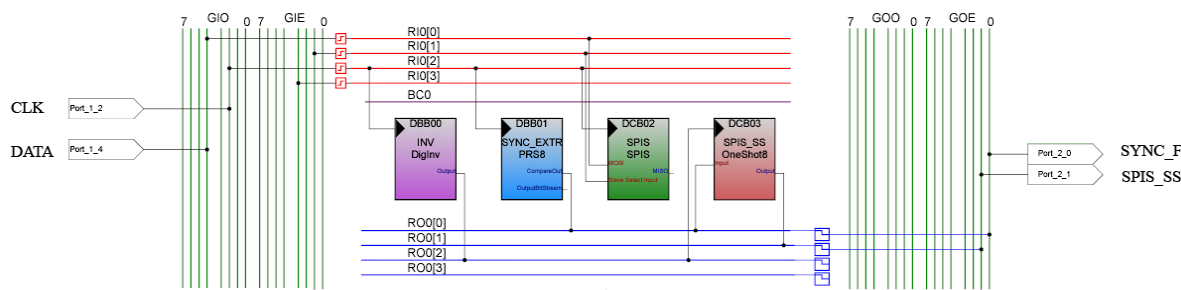 7 GIO 0 7 GIE 0
7 GOO 0 7 GOE 0
RI0[0]
RI0[1]
RI0[2]
RI0[3]
BC0
CLK
Port_1_2
DATA
Port_1_4
DBB00
INV
DigInv
Output
DBB01
SYNC_EXTR
PRS8
CompareOut
OutputBitStream
DCB02
SPIS
SPIS
MOSI
MISO
Slave Select Input
DCB03
SPIS_SS
OneShot8
Input
Output
Port_2_0
SYNC_F
Port_2_1
SPIS_SS
RO0[0]
RO0[1]
RO0[2]
RO0[3]